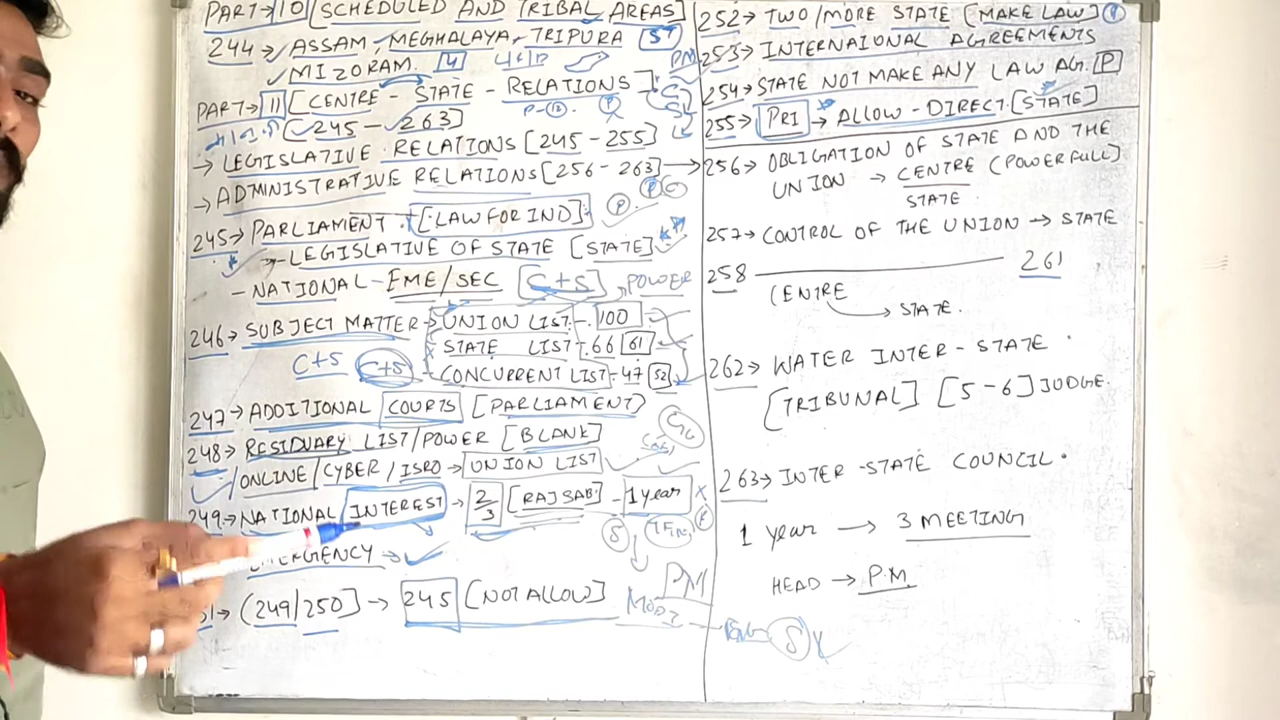 PART→10 [SCHEDULED AND TRIBAL AREAS]
244→ ASSAM, MEGHALAYA, TRIPURA [ST]
✓MIZORAM. [4]
PART→11 [CENTRE - STATE - RELATIONS]
P-12 (P)
[245 - 263]
→ LEGISLATIVE RELATIONS [245 - 255]
→ ADMINISTRATIVE RELATIONS [256 - 263] →
245→ PARLIAMENT → [LAW FOR IND]
→ LEGISLATIVE OF STATE [STATE]
- NATIONAL - EME/SEC [C+S] POWER
246→ SUBJECT MATTER → UNION LIST - 100
STATE LIST - 66 [61]
C+S C+S - CONCURRENT LIST - 47 [52]
247→ ADDITIONAL COURTS [PARLIAMENT]
248→ RESIDUARY LIST/POWER [BLANK]
/ONLINE/CYBER/ISRO→ UNION LIST
249→ NATIONAL INTEREST → 2/3 [RAJ SAB] - 1 year
ERGENCY →
(249/250) → 245 [NOT ALLOW]
PM
252→ TWO/MORE STATE [MAKE LAW] (P)
PM 253→ INTERNAIONAL AGREEMENTS
254→ STATE NOT MAKE ANY LAW AG. [P]
255→ PRI → ALLOW - DIRECT. [STATE]
256→ OBLIGATION OF STATE AND THE
UNION → CENTRE (POWERFULL)
STATE
257→ CONTROL OF THE UNION → STATE
258 ——— 261
CENTRE
→ STATE.
262→ WATER INTER - STATE
[TRIBUNAL] [5-6] JUDGE.
263→ INTER - STATE COUNCIL.
1 year → 3 MEETING
HEAD → P.M.